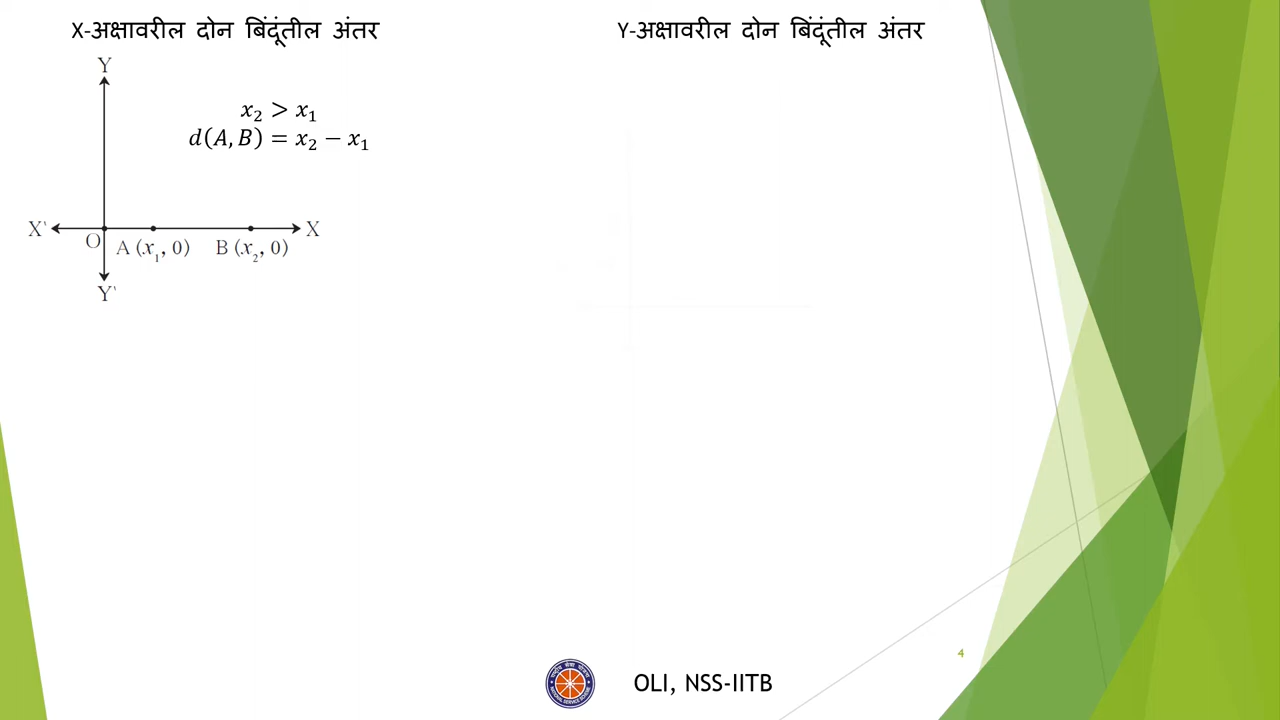 X-अक्षावरील दोन बिंदूंतील अंतर
Y
x₂ > x₁
d(A, B) = x₂ − x₁
X'
X
O
A (x₁, 0)
B (x₂, 0)
Y'
Y-अक्षावरील दोन बिंदूंतील अंतर
4
OLI, NSS-IITB